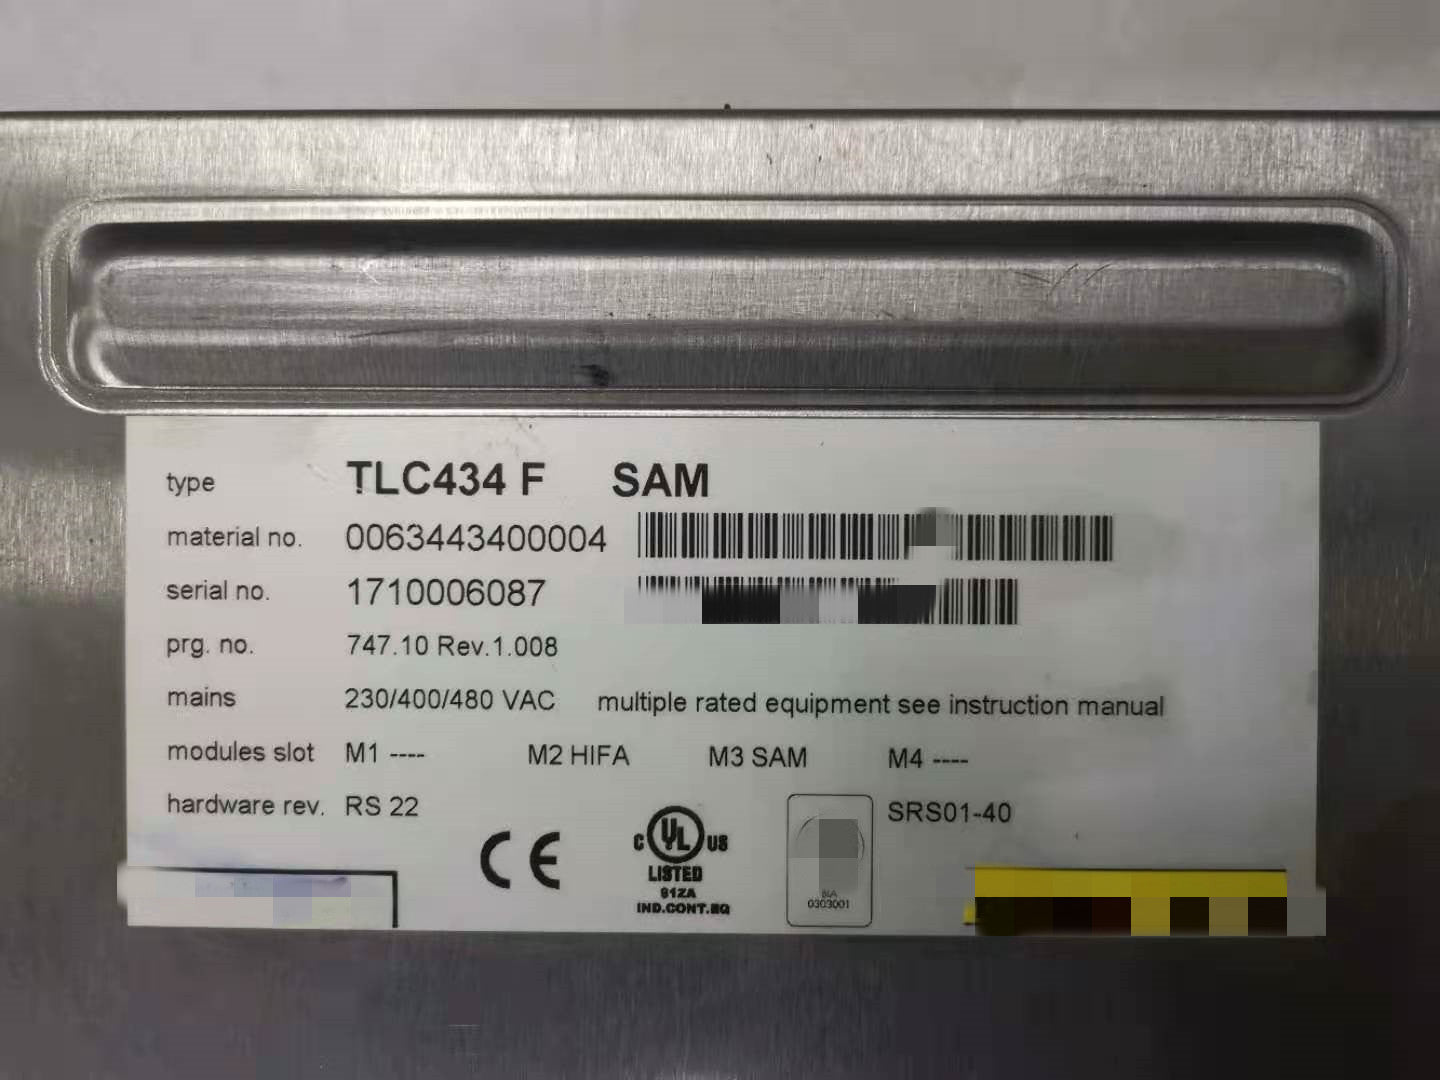 type TLC434 F SAM
material no. 0063443400004
serial no. 1710006087
prg. no. 747.10 Rev.1.008
mains 230/400/480 VAC multiple rated equipment see instruction manual
modules slot M1 ---- M2 HIFA M3 SAM M4 ----
hardware rev. RS 22 SRS01-40
CE
C UL US
LISTED
91ZA
IND.CONT.EQ
0303001